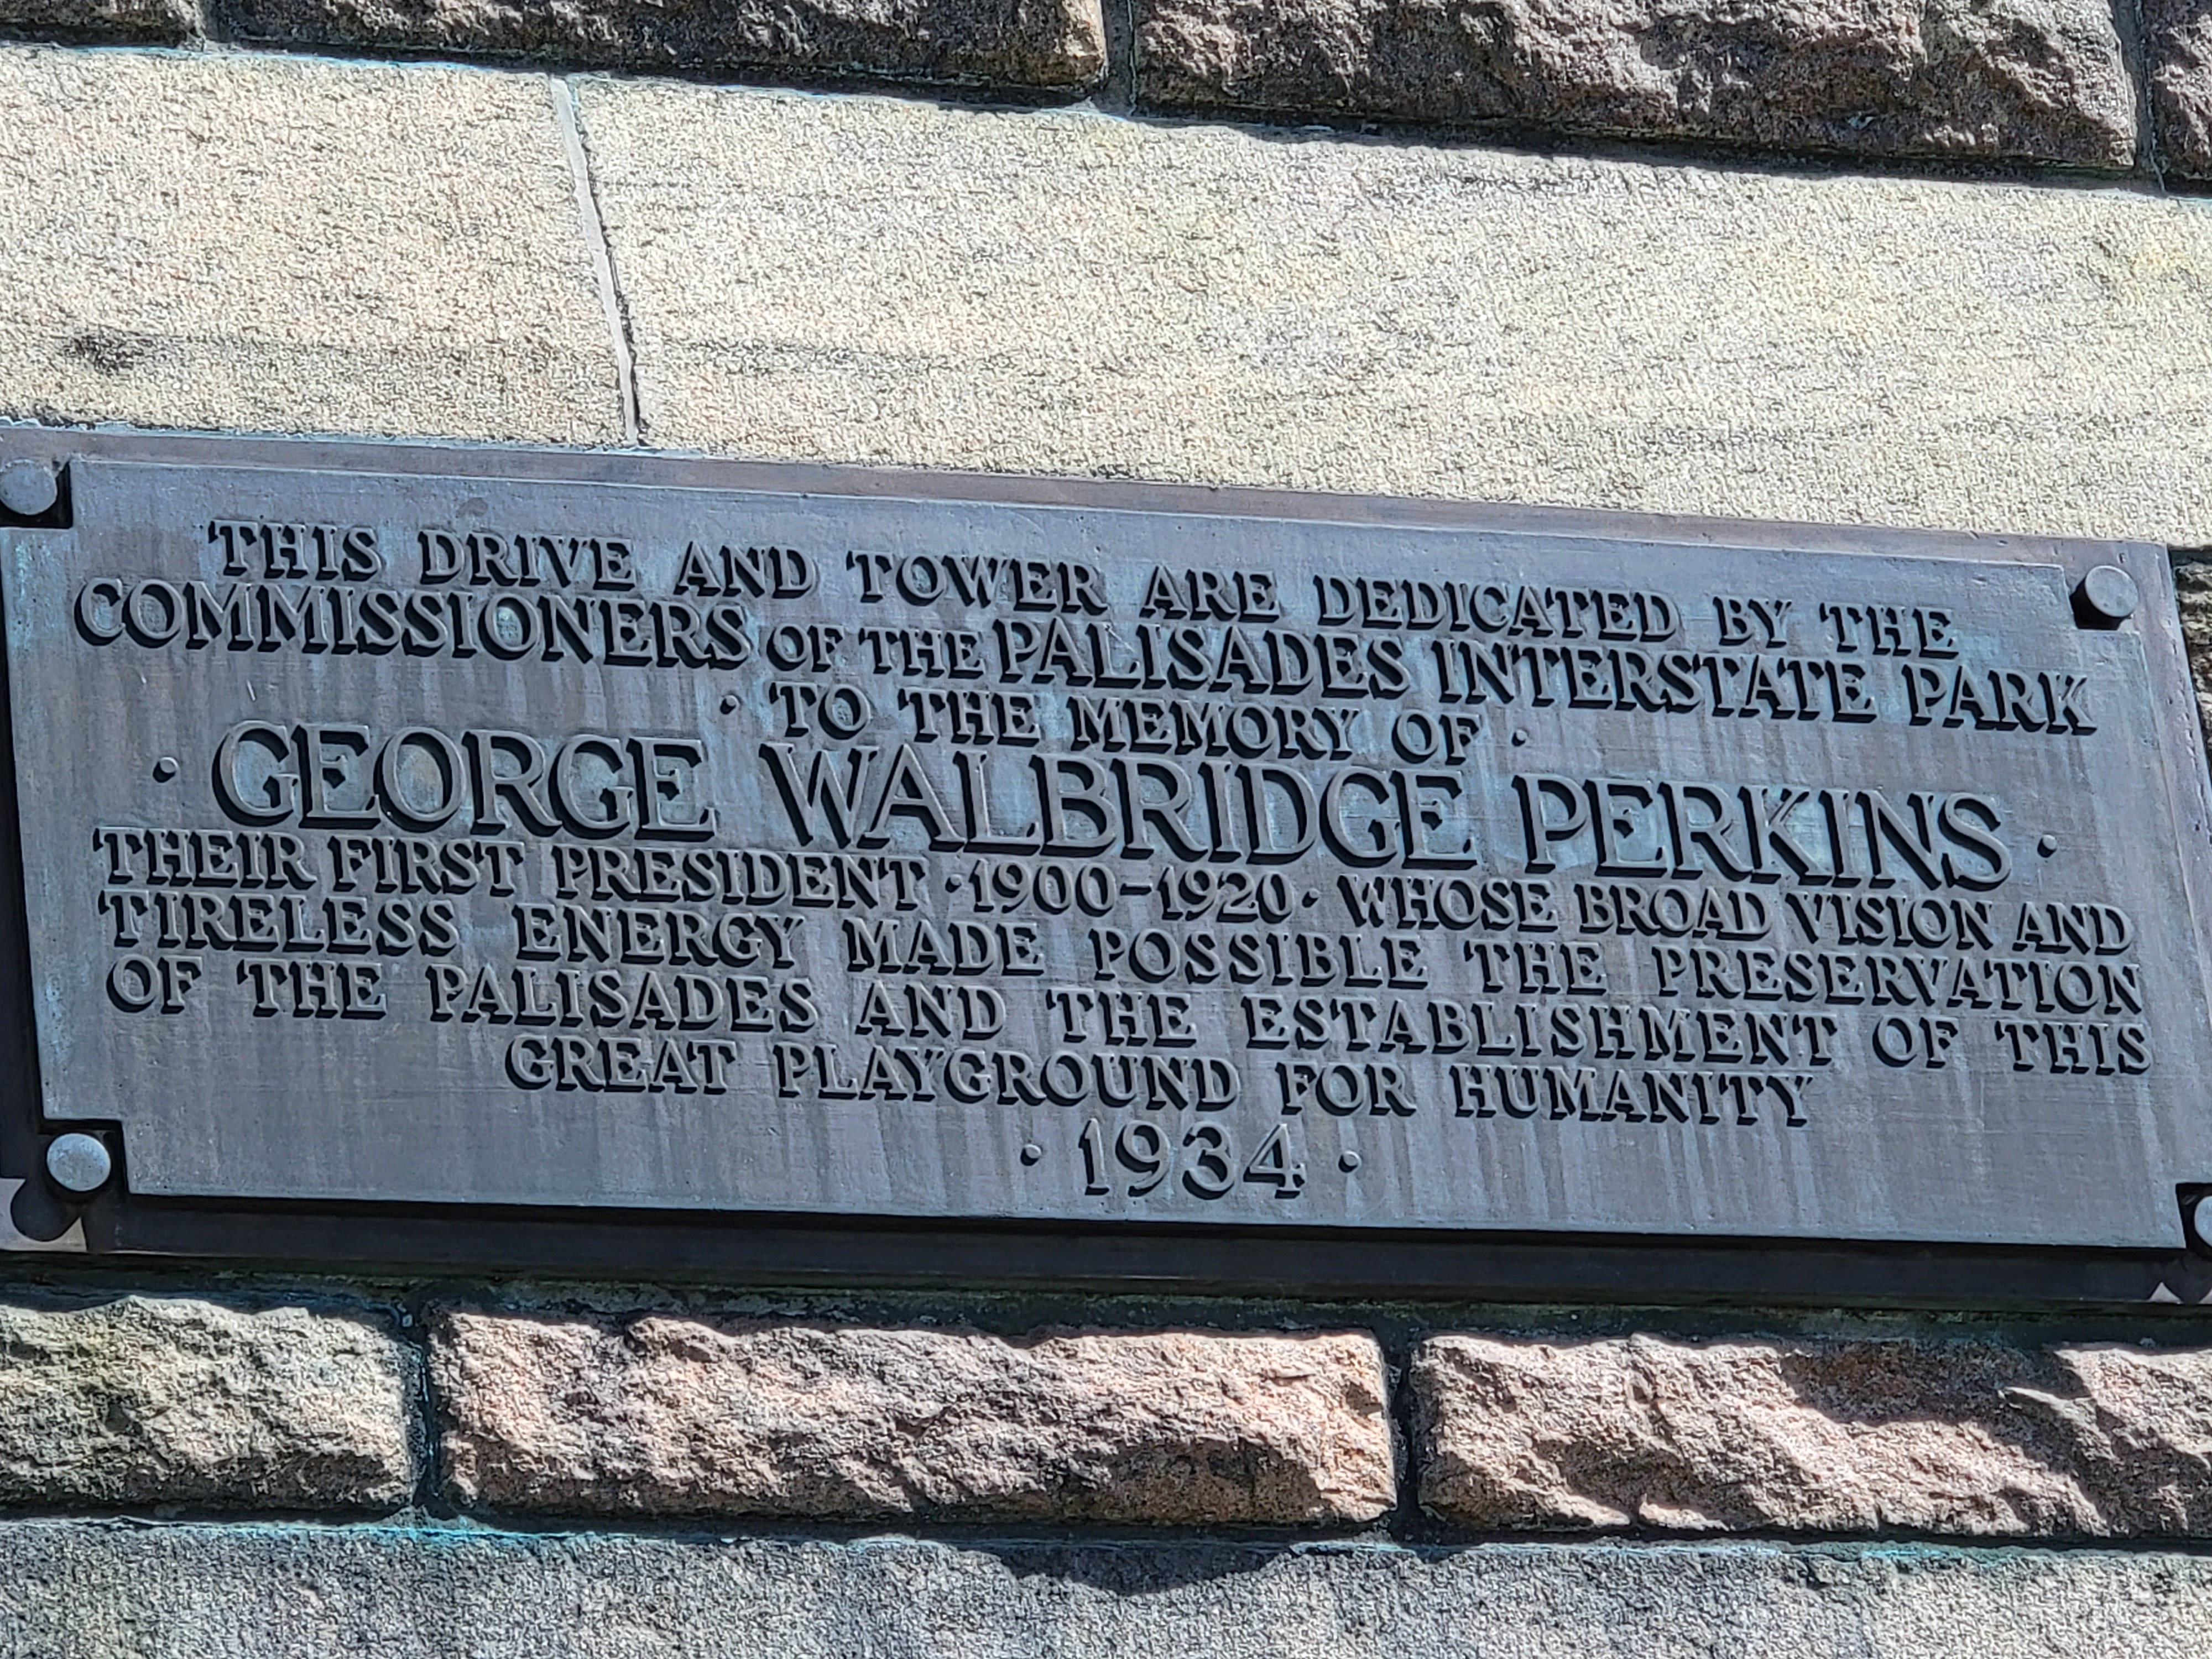 THIS DRIVE AND TOWER ARE DEDICATED BY THE
COMMISSIONERS OF THE PALISADES INTERSTATE PARK
· TO THE MEMORY OF ·
· GEORGE WALBRIDGE PERKINS ·
THEIR FIRST PRESIDENT · 1900-1920 · WHOSE BROAD VISION AND
TIRELESS ENERGY MADE POSSIBLE THE PRESERVATION
OF THE PALISADES AND THE ESTABLISHMENT OF THIS
GREAT PLAYGROUND FOR HUMANITY
· 1934 ·